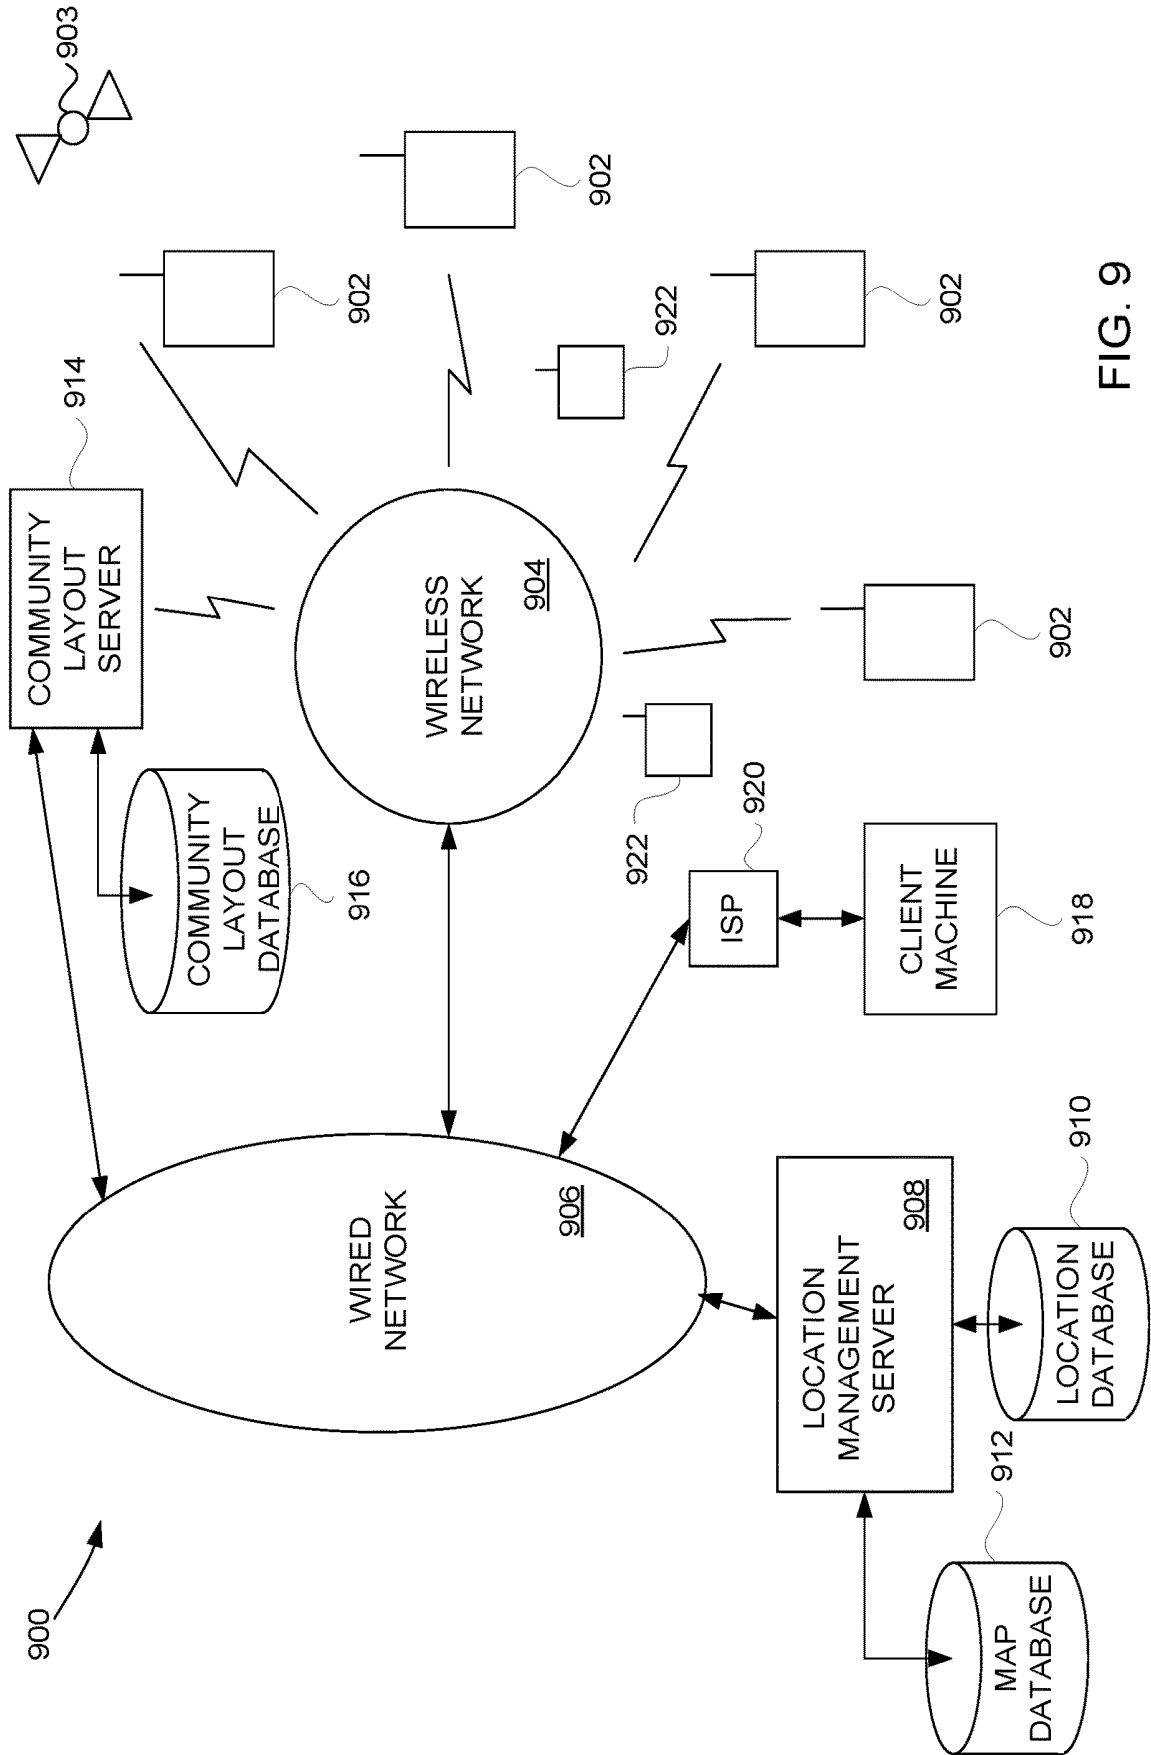 900
WIRED
NETWORK
906
COMMUNITY
LAYOUT
SERVER
914
COMMUNITY
LAYOUT
DATABASE
916
WIRELESS
NETWORK
904
903
902
902
922
902
902
922
ISP
920
CLIENT
MACHINE
918
LOCATION
MANAGEMENT
SERVER
908
LOCATION
DATABASE
910
MAP
DATABASE
912
FIG. 9